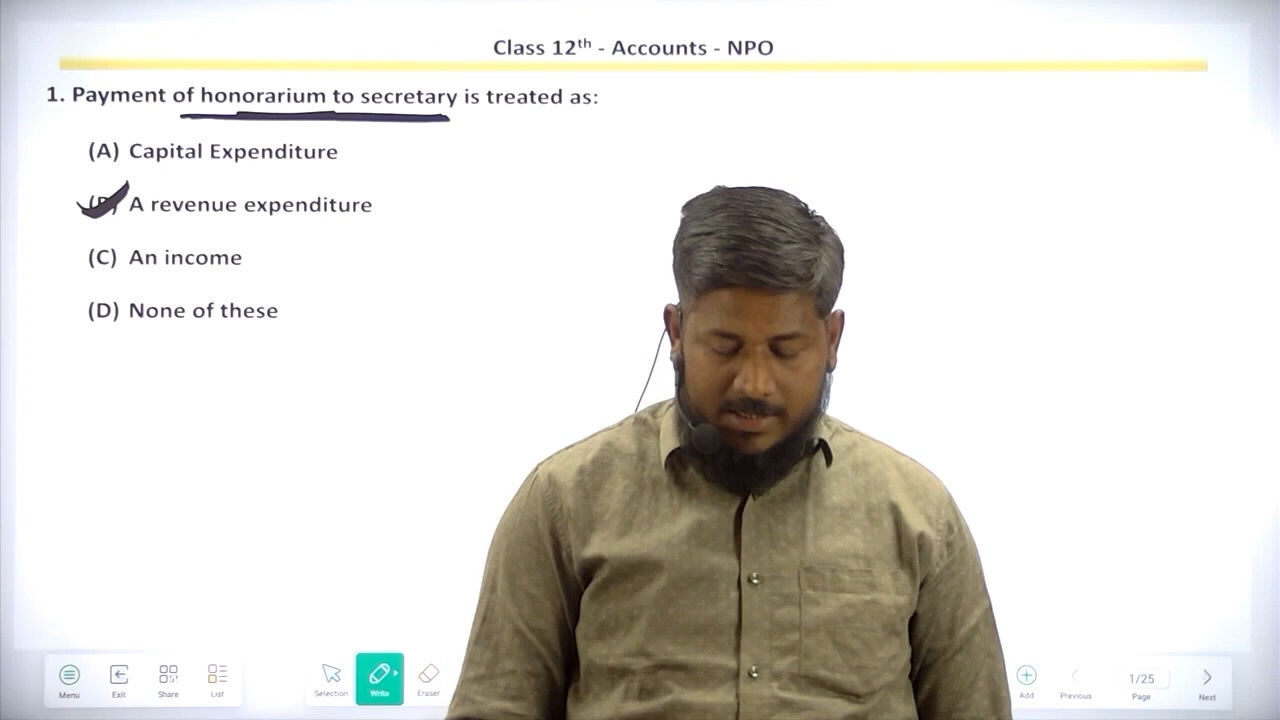 Class 12th - Accounts - NPO
1. Payment of honorarium to secretary is treated as:
(A) Capital Expenditure
A revenue expenditure
(C) An income
(D) None of these
Menu
Exit
Share
List
Selection
Write
Eraser
Add
Previous
1/25
Page
Next